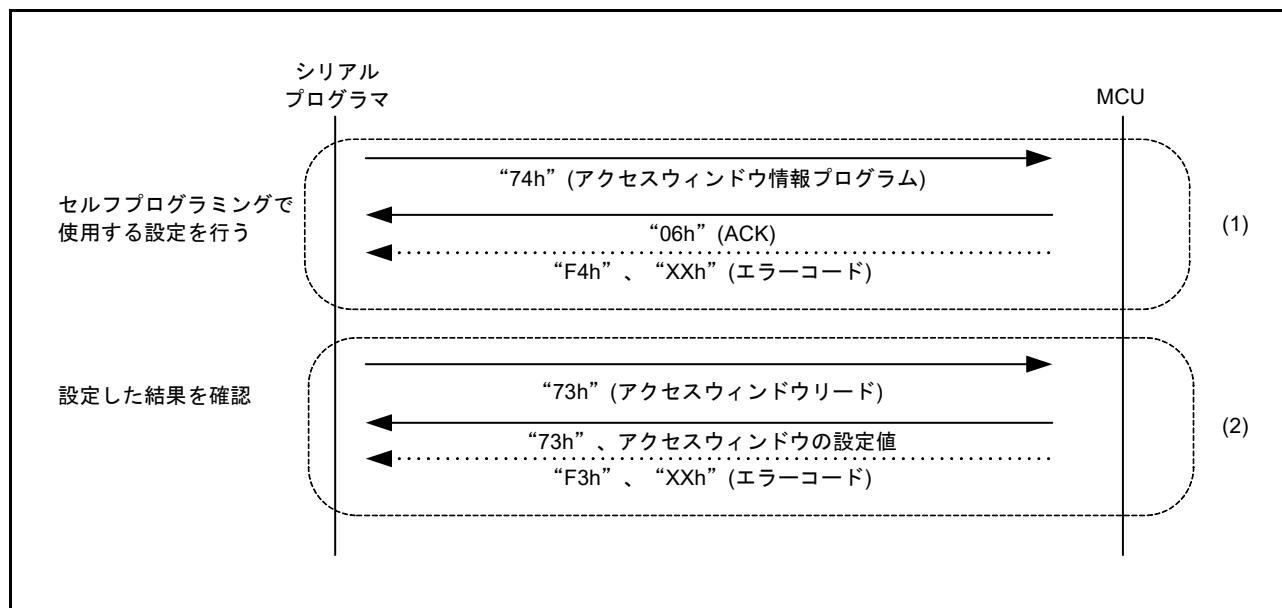 シリアル
プログラマ
MCU
“74h” (アクセスウィンドウ情報プログラム)
セルフプログラミングで
使用する設定を行う
“06h” (ACK)
“F4h” 、 “XXh” (エラーコード)
(1)
“73h” (アクセスウィンドウリード)
設定した結果を確認
“73h” 、アクセスウィンドウの設定値
“F3h” 、 “XXh” (エラーコード)
(2)